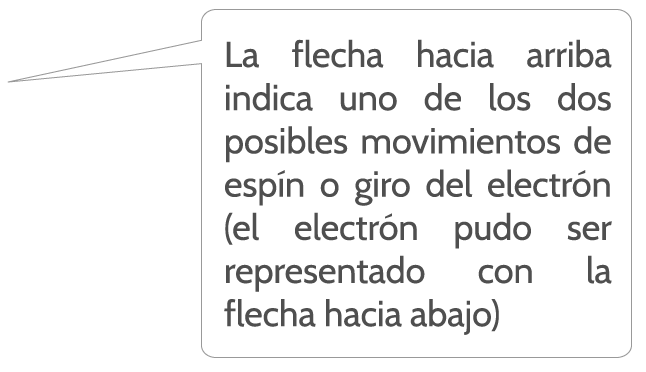 La flecha hacia arriba
indica uno de los dos
posibles movimientos de
espín o giro del electrón
(el electrón pudo ser
representado con la
flecha hacia abajo)